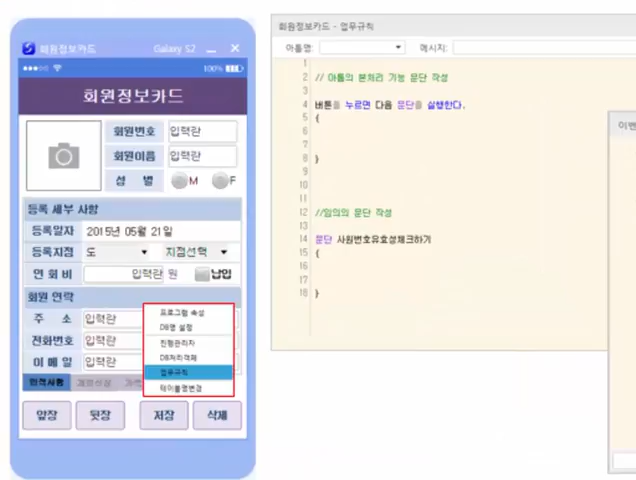 회원정보카드 Galaxy S2
100%
회원정보카드
회원번호 입력란
회원이름 입력란
성 별 M F
등록 세부 사항
등록일자 2015년 05월 21일
등록지점 도 지점선택
연 회 비 입력란 원 납입
회원 연락
주 소 입력란
전화번호 입력란
이 메 일 입력란
인적사항
앞장 뒷장 저장 삭제
프로그램 속성
DB명 설정
진행관리자
DB처리객체
업무규칙
테이블명변경
회원정보카드 - 업무규칙
아톰명: 메시지:
1
2 // 아톰의 본처리 기능 문단 작성
3
4 버튼을 누르면 다음 문단을 실행한다.
5 {
6
7
8 }
9
10
11
12 //임의의 문단 작성
13
14 문단 사원번호유효성체크하기
15 {
16
17
18 }
이벤